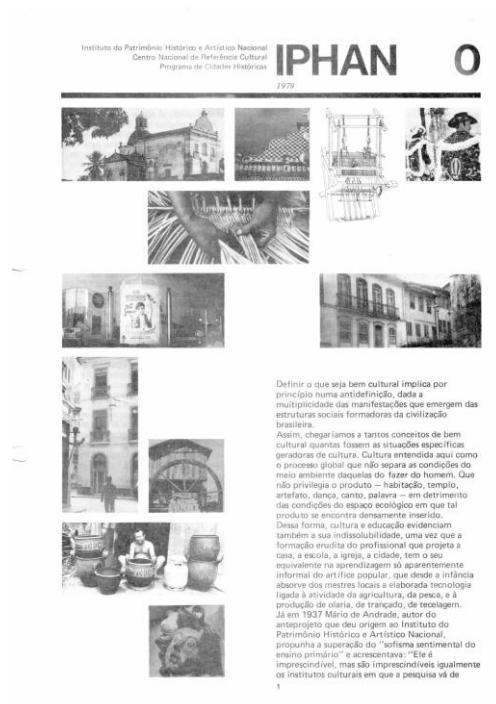 Instituto do Patrimônio Histórico e Artístico Nacional
Centro Nacional de Referência Cultural
Programa de Cidades Históricas
IPHAN 0
1979
Definir o que seja bem cultural implica por
princípio numa antidefinição, dada a
multiplicidade das manifestações que emergem das
estruturas sociais formadoras da civilização
brasileira.
Assim, chegaríamos a tantos conceitos de bem
cultural quantas fossem as situações específicas
geradoras de cultura. Cultura entendida aqui como
o processo global que não separa as condições do
meio ambiente daquelas do fazer do homem. Que
não privilegia o produto — habitação, templo,
artefato, dança, canto, palavra — em detrimento
das condições do espaço ecológico em que tal
produto se encontra densamente inserido.
Dessa forma, cultura e educação evidenciam
também a sua indissolubilidade, uma vez que a
formação erudita do profissional que projeta a
casa, a escola, a igreja, a cidade, tem o seu
equivalente na aprendizagem só aparentemente
informal do artífice popular, que desde a infância
absorve dos mestres locais a elaborada tecnologia
ligada à atividade da agricultura, da pesca, e à
produção de olaria, de trançado, de tecelagem.
Já em 1937 Mário de Andrade, autor do
anteprojeto que deu origem ao Instituto do
Patrimônio Histórico e Artístico Nacional,
propunha a superação do "sofisma sentimental do
ensino primário" e acrescentava: "Ele é
imprescindível, mas são imprescindíveis igualmente
os institutos culturais em que a pesquisa vá de
1